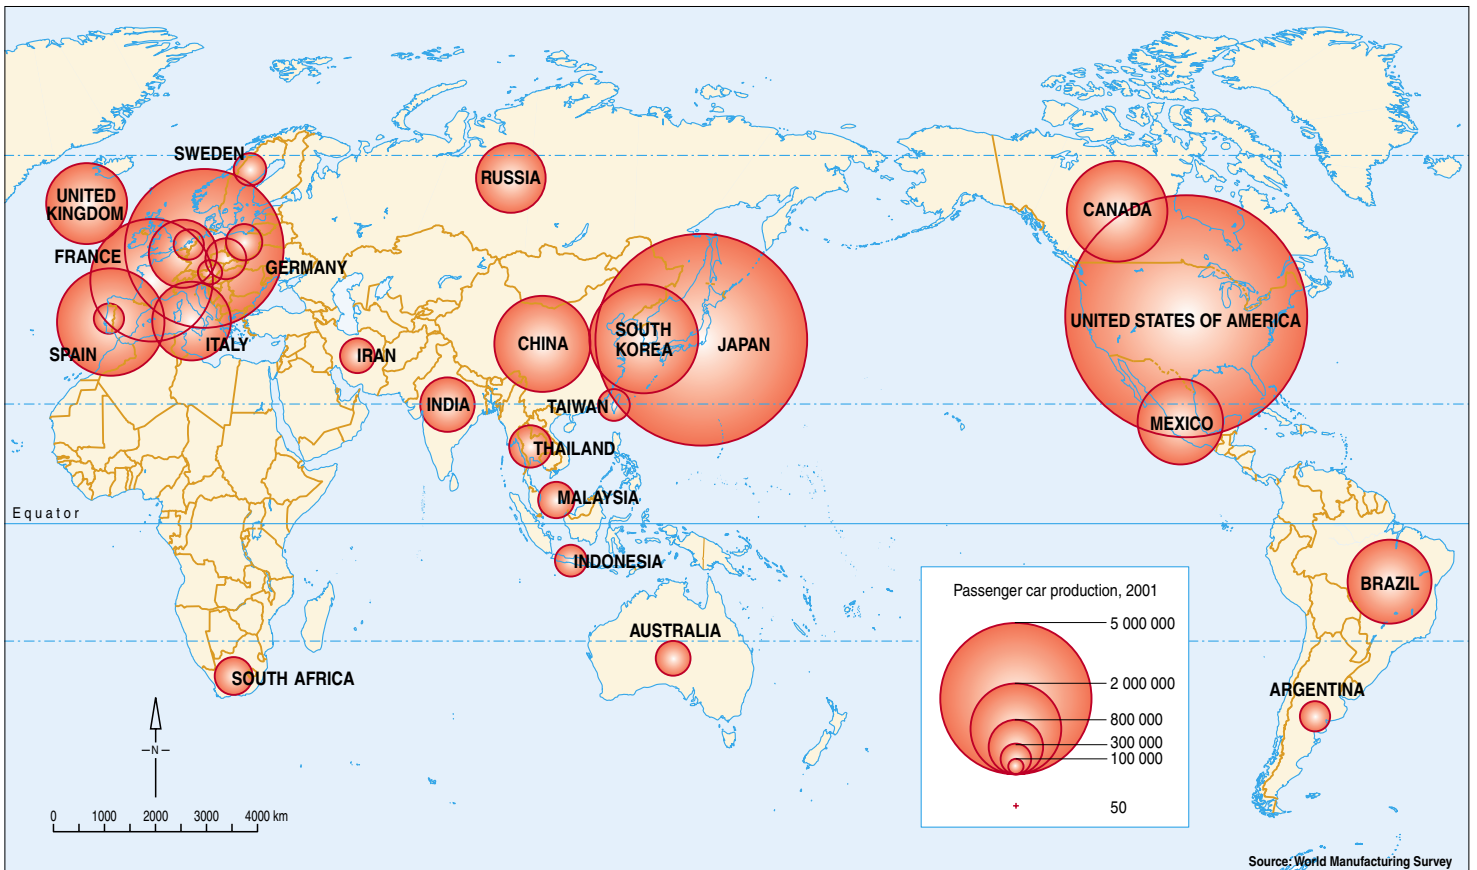 SWEDEN
RUSSIA
UNITED
KINGDOM
CANADA
FRANCE
GERMANY
UNITED STATES OF AMERICA
SOUTH
KOREA
CHINA
JAPAN
ITALY
SPAIN
IRAN
INDIA
TAIWAN
MEXICO
THAILAND
MALAYSIA
Equator
INDONESIA
BRAZIL
Passenger car production, 2001
5 000 000
2 000 000
800 000
300 000
100 000
50
AUSTRALIA
SOUTH AFRICA
ARGENTINA
N
0 1000 2000 3000 4000 km
Source: World Manufacturing Survey